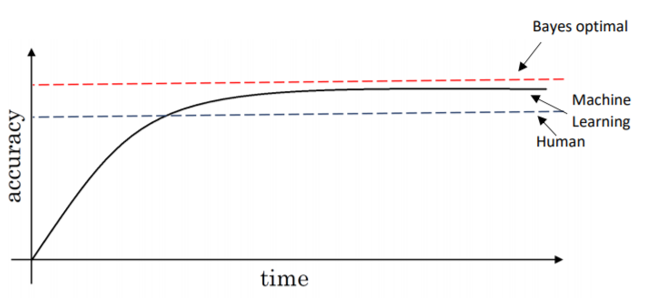 Bayes optimal
Machine
Learning
Human
accuracy
time